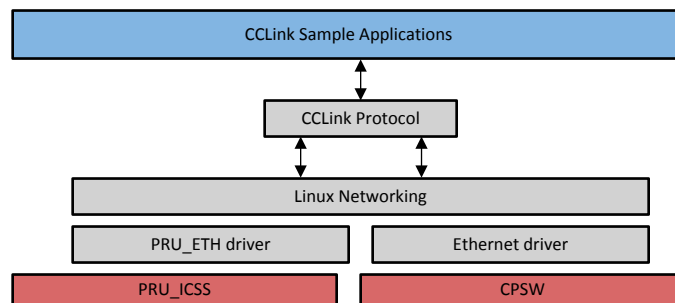 CCLink Sample Applications
CCLink Protocol
Linux Networking
PRU_ETH driver
Ethernet driver
PRU_ICSS
CPSW